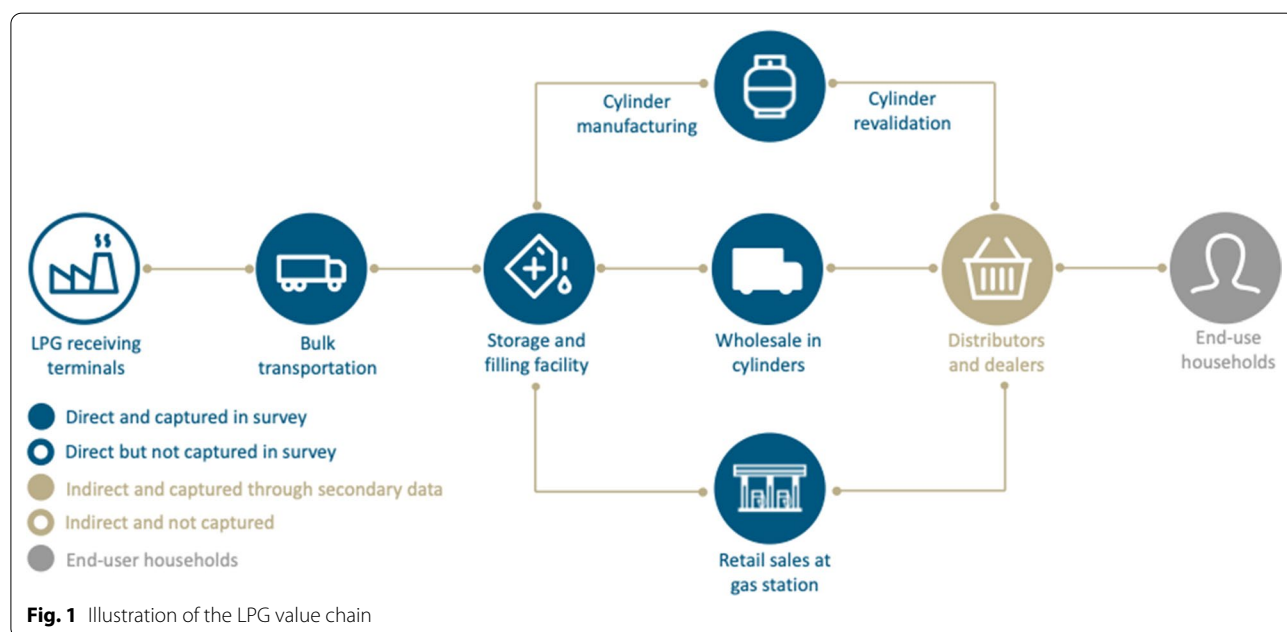 Cylinder
manufacturing
Cylinder
revalidation
LPG receiving
terminals
Bulk
transportation
Storage and
filling facility
Wholesale in
cylinders
Distributors
and dealers
End-use
households
Direct and captured in survey
Direct but not captured in survey
Indirect and captured through secondary data
Indirect and not captured
End-user households
Retail sales at
gas station
Fig. 1 Illustration of the LPG value chain